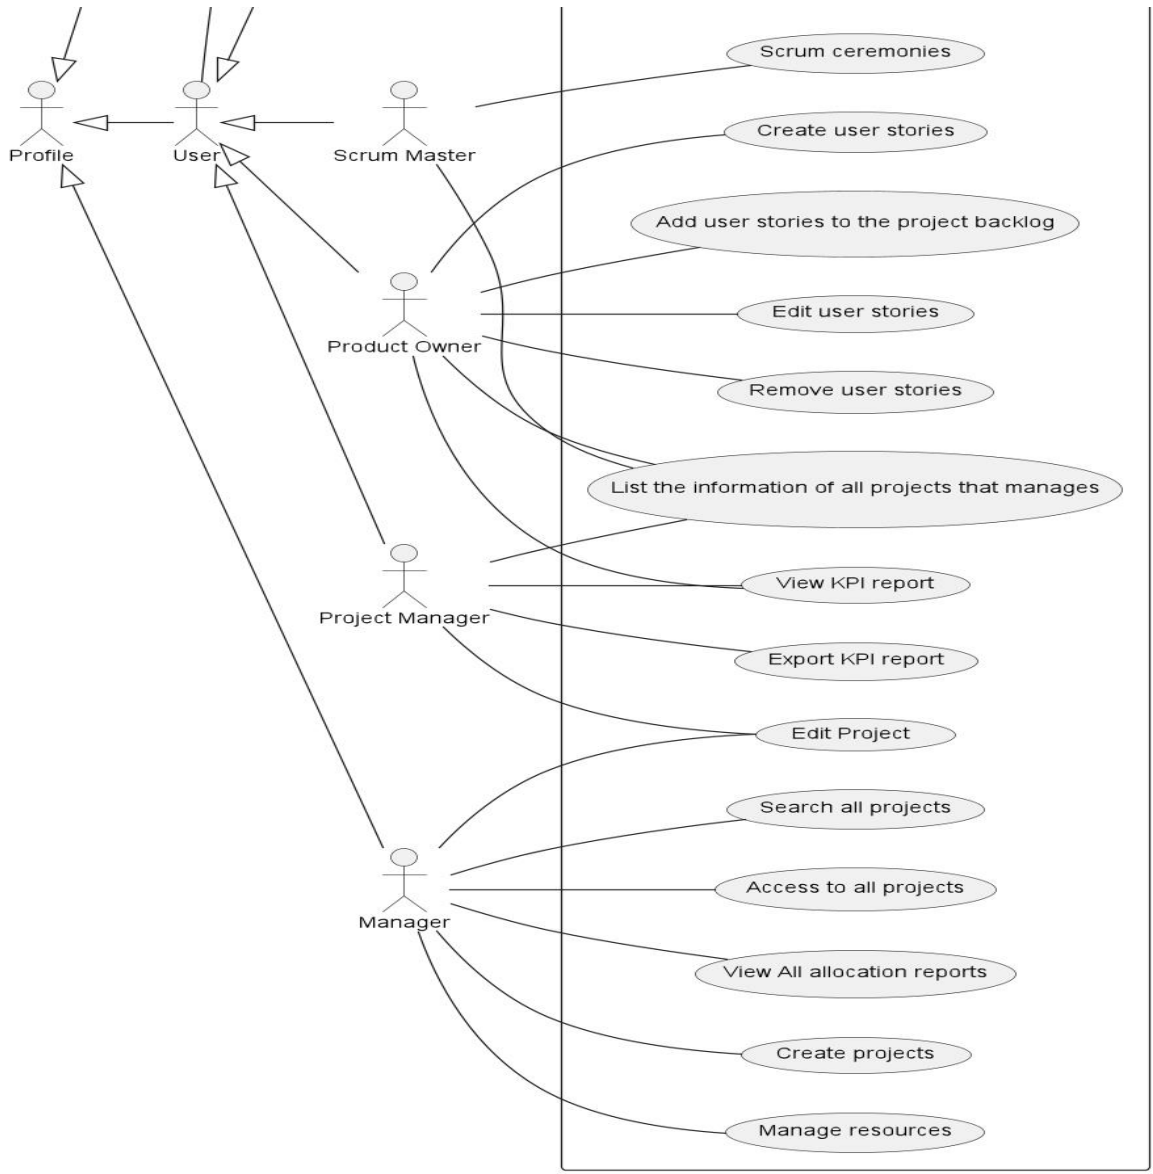 Scrum ceremonies
Create user stories
Profile
User
Scrum Master
Add user stories to the project backlog
Edit user stories
Product Owner
Remove user stories
List the information of all projects that manages
View KPI report
Project Manager
Export KPI report
Edit Project
Search all projects
Access to all projects
Manager
View All allocation reports
Create projects
Manage resources